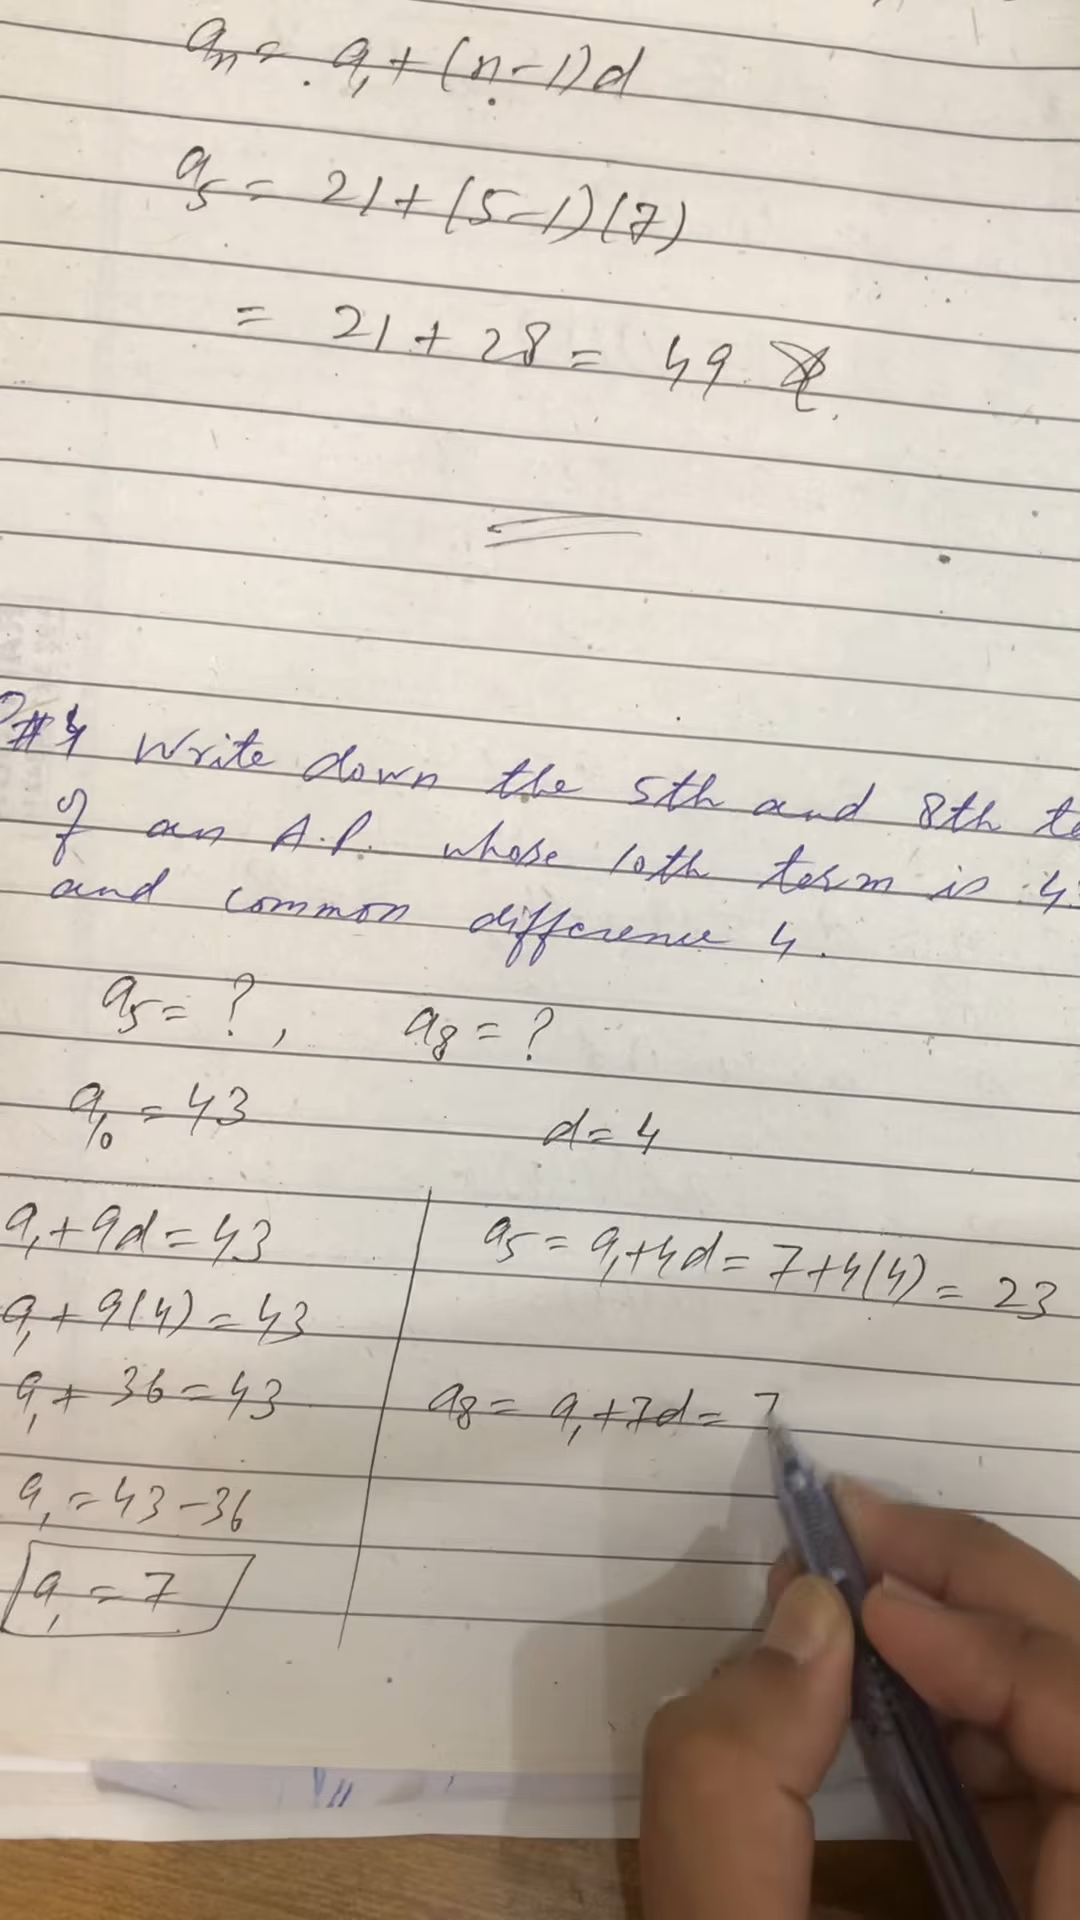 an = a1 + (n-1)d
a5 = 21 + (5-1)(7)
= 21 + 28 = 49
#4 Write down the 5th and 8th te
of an A.P. whose 10th term is 43
and common difference 4.
a5 = ?, a8 = ?
a10 = 43 d = 4
a1 + 9d = 43
a1 + 9(4) = 43
a1 + 36 = 43
a1 = 43 - 36
a1 = 7
a5 = a1 + 4d = 7 + 4(4) = 23
a8 = a1 + 7d = 7